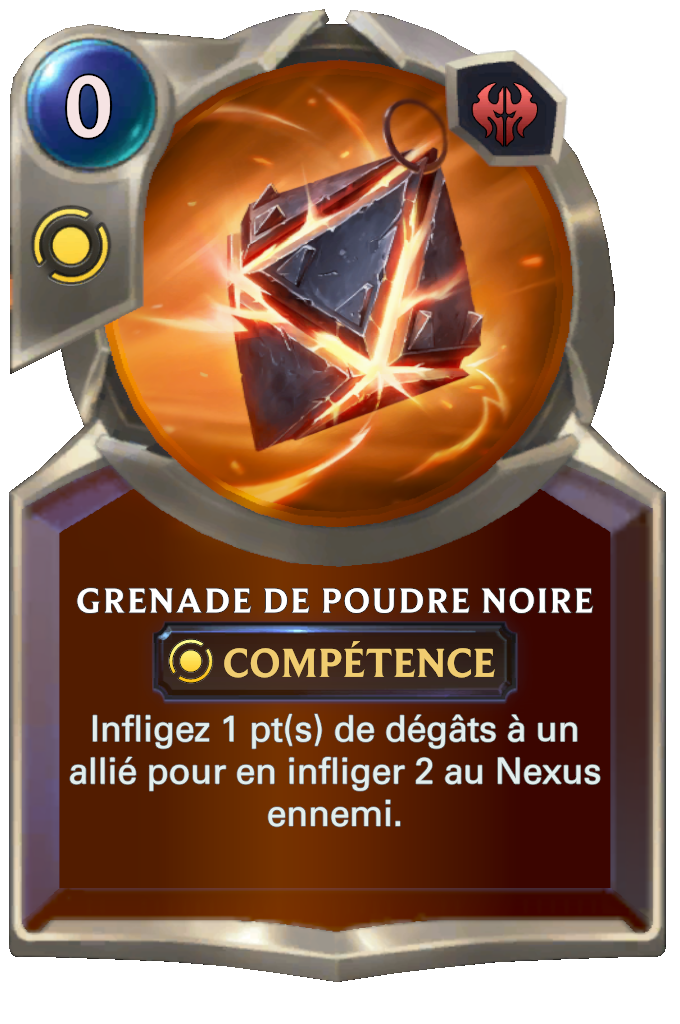 0
GRENADE DE POUDRE NOIRE
COMPÉTENCE
Infligez 1 pt(s) de dégâts à un
allié pour en infliger 2 au Nexus
ennemi.